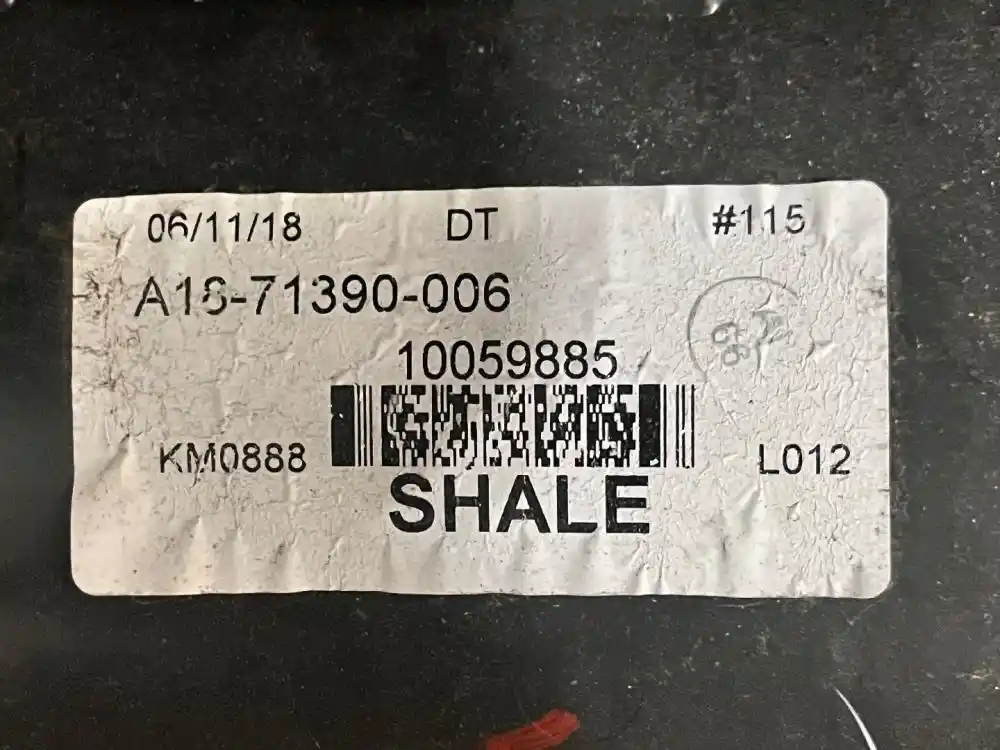 06/11/18 DT #115
A18-71390-006
10059885
KM0888 L012
SHALE